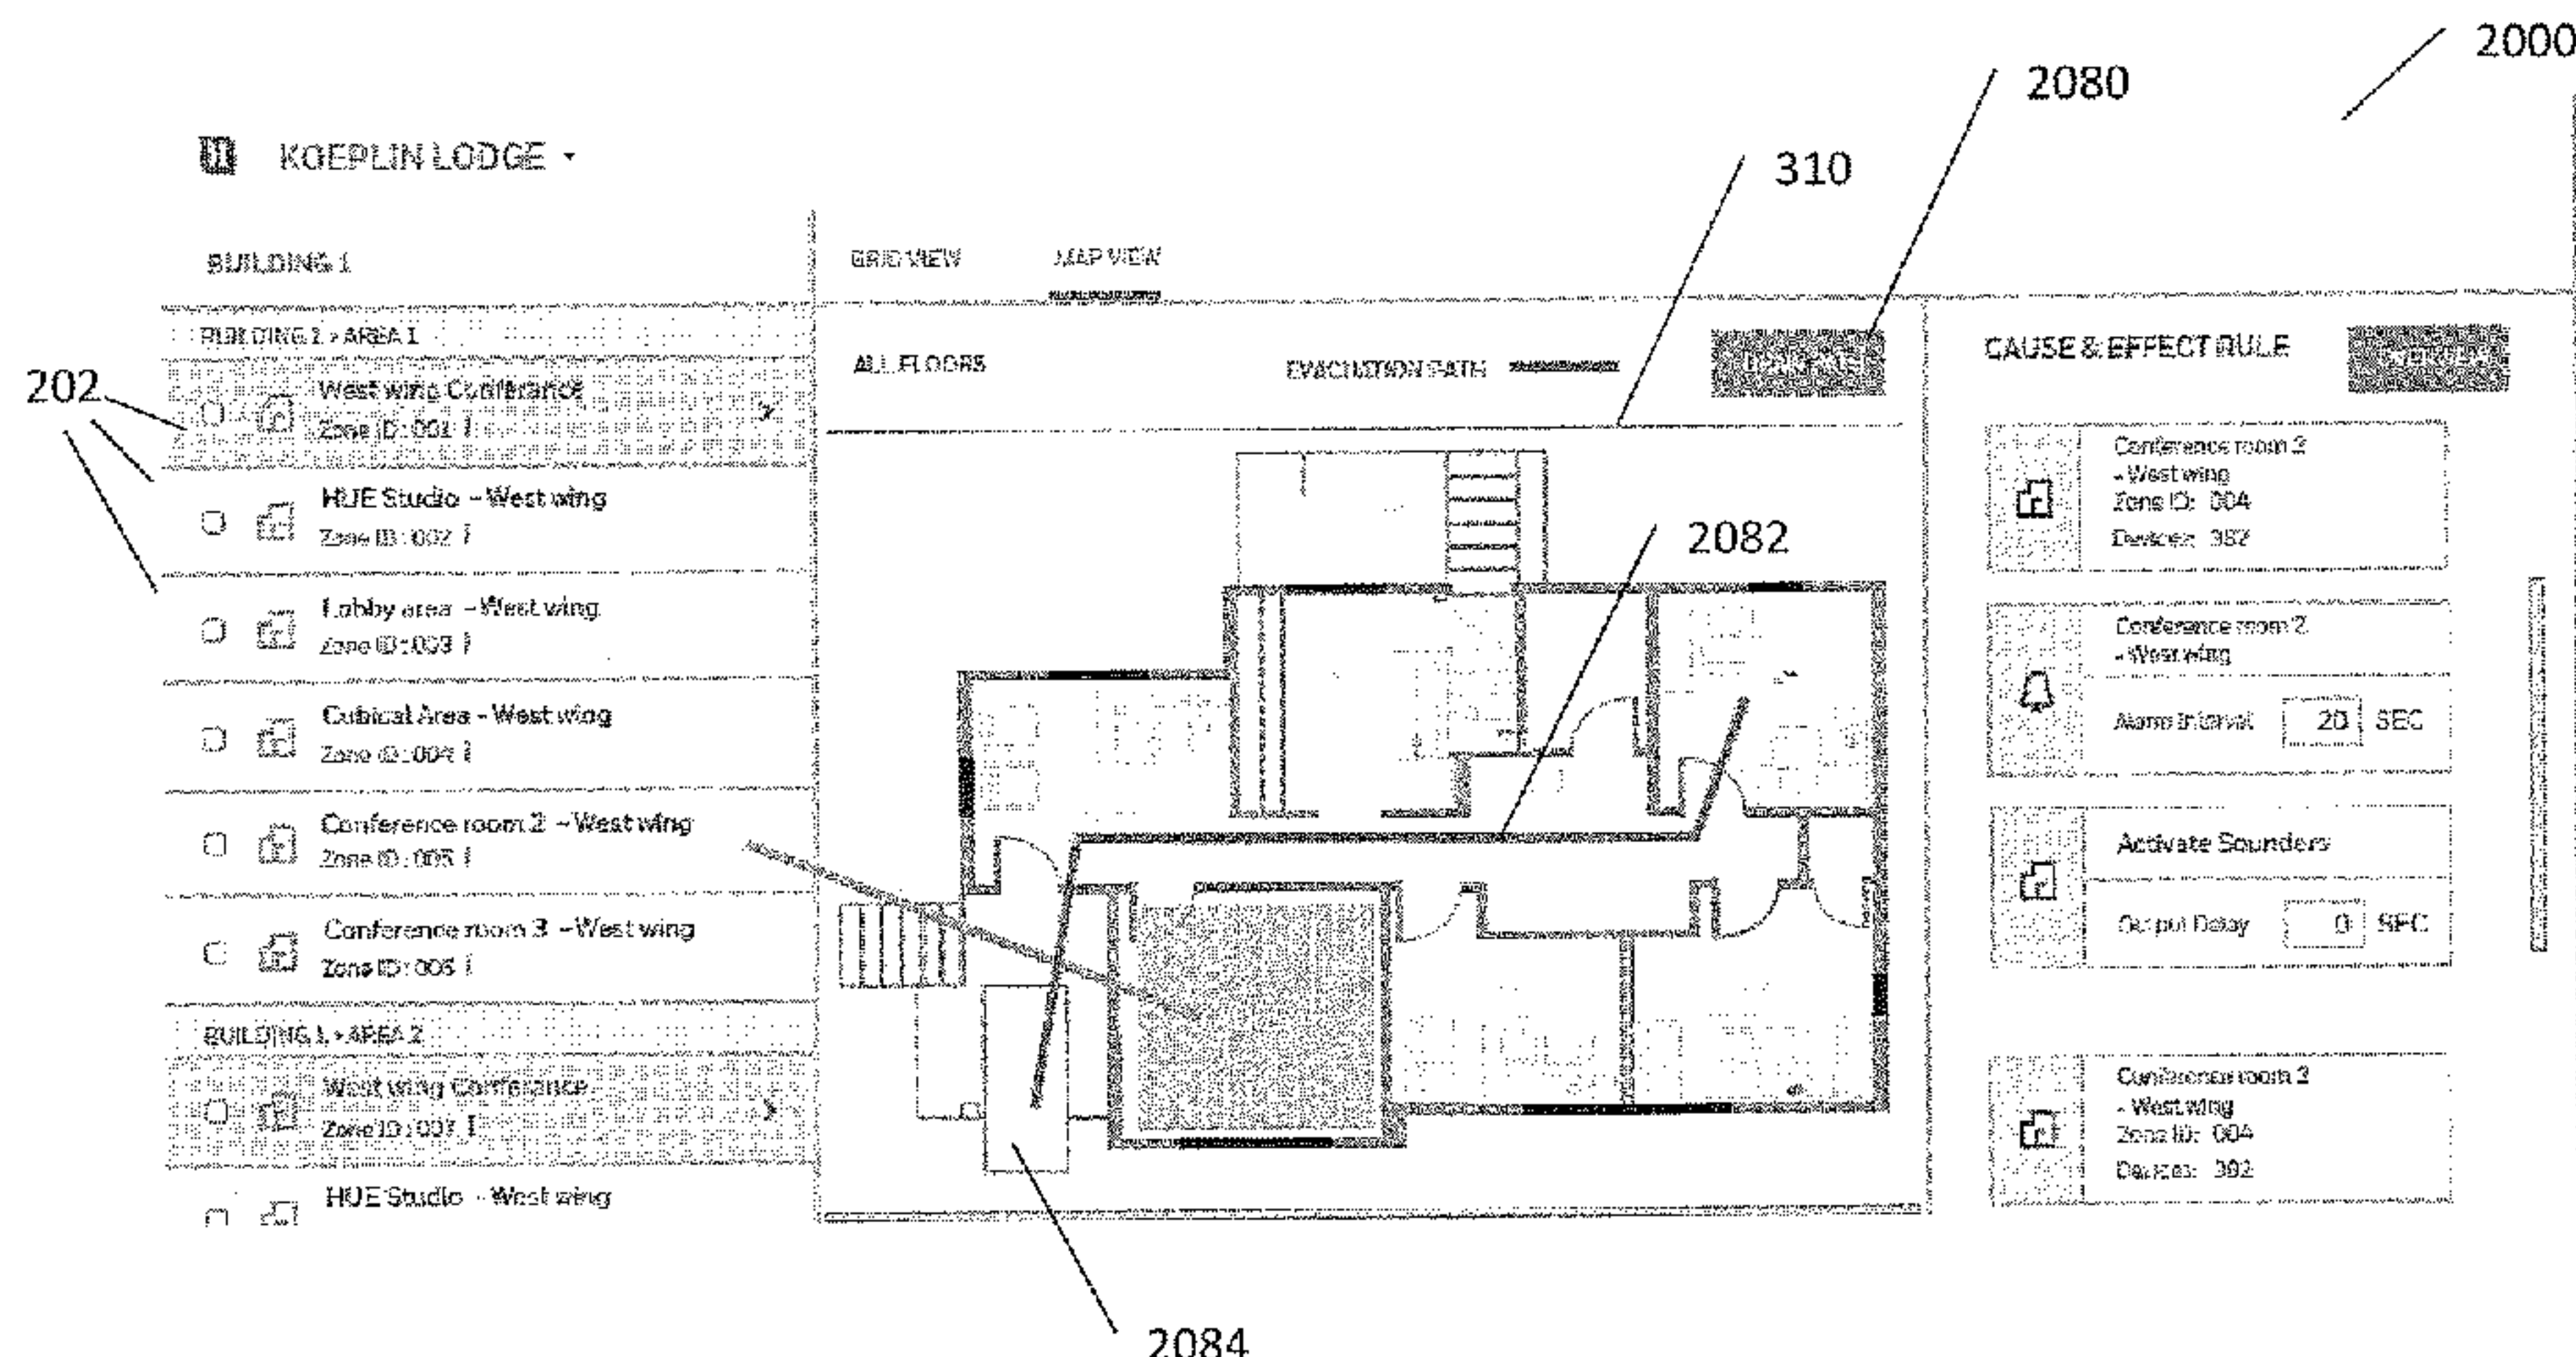 2000
2080
310
KOEPLIN LODGE
BUILDING 1
GRID VIEW MAP VIEW
BUILDING 1 > AREA 1
ALL FLOORS EVACUATION PATH
CAUSE & EFFECT RULE
202
West wing Conferance
Zone ID : 001
HUE Studio - West wing
Zone ID : 002
Lobby area - West wing
Zone ID : 003
Cubical Area - West wing
Zone ID : 004
Conference room 2 - West wing
Zone ID : 005
Conference room 3 - West wing
Zone ID : 006
BUILDING 1 > AREA 2
West wing Conferance
Zone ID : 007
HUE Studio - West wing
2082
2084
Conference room 2
- West wing
Zone ID: 004
Devices: 382
Conference room 2
- West wing
Alarm Interval 20 SEC
Activate Sounders
Output Delay 0 SEC
Conference room 2
- West wing
Zone ID: 004
Devices: 382